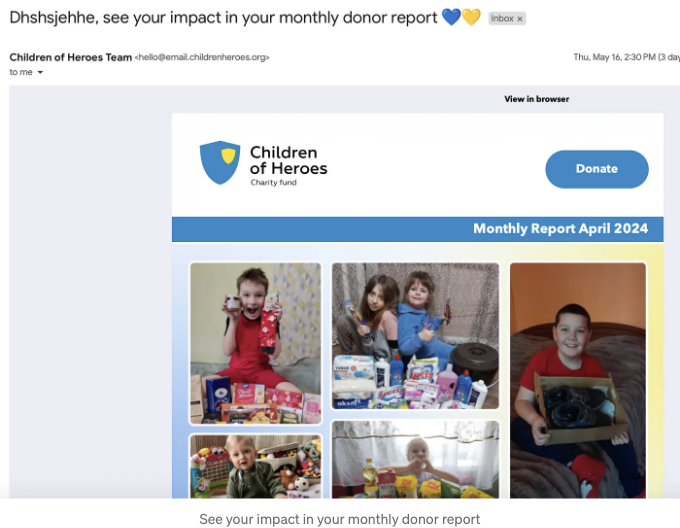 Dhshsjehhe, see your impact in your monthly donor report 💙💛 Inbox ×
Children of Heroes Team <hello@email.childrenheroes.org> Thu, May 16, 2:30 PM (3 day
to me
View in browser
Children
of Heroes
Charity fund
Donate
Monthly Report April 2024
See your impact in your monthly donor report